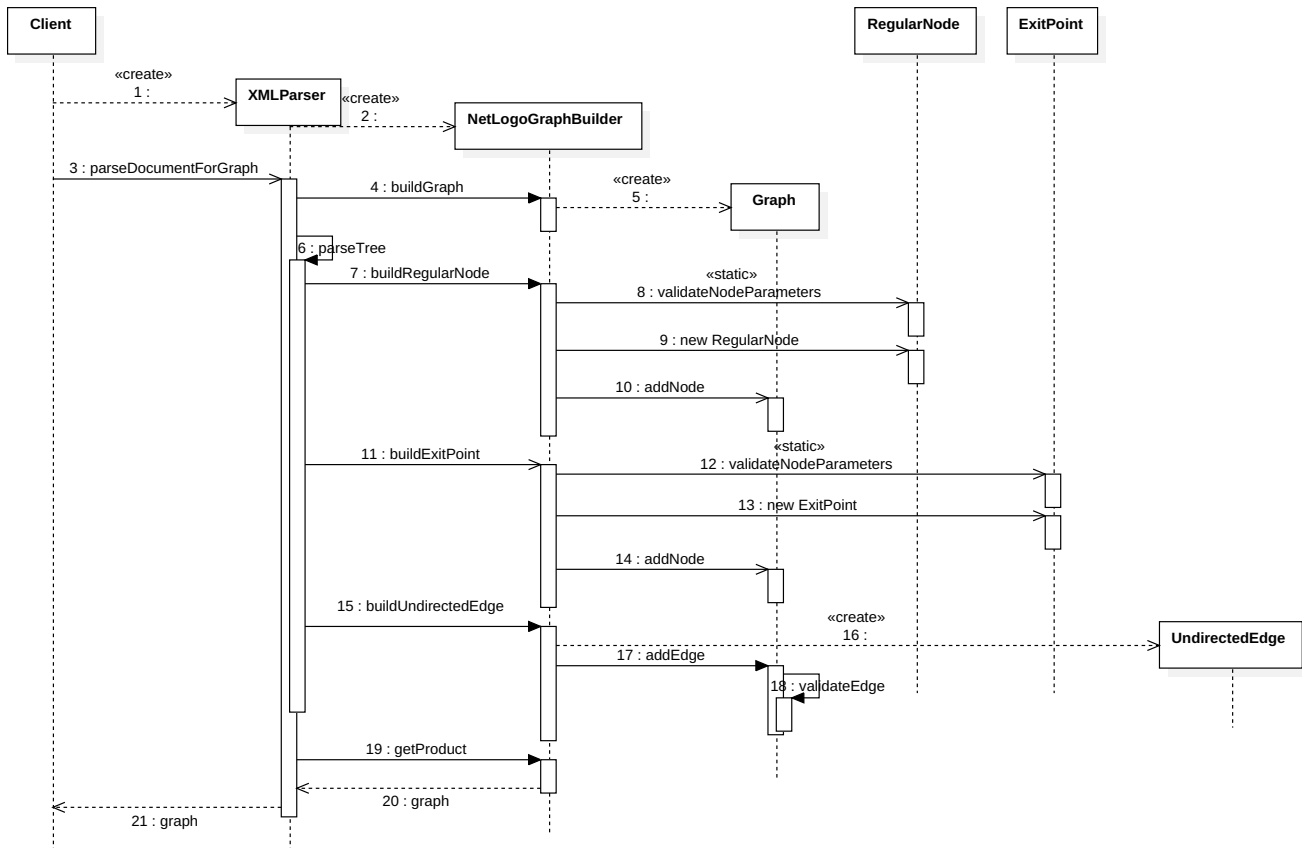 Client
RegularNode
ExitPoint
«create»
1 :
XMLParser
«create»
2 :
NetLogoGraphBuilder
3 : parseDocumentForGraph
4 : buildGraph
«create»
5 :
Graph
6 : parseTree
7 : buildRegularNode
«static»
8 : validateNodeParameters
9 : new RegularNode
10 : addNode
11 : buildExitPoint
«static»
12 : validateNodeParameters
13 : new ExitPoint
14 : addNode
15 : buildUndirectedEdge
«create»
16 :
UndirectedEdge
17 : addEdge
18 : validateEdge
19 : getProduct
20 : graph
21 : graph